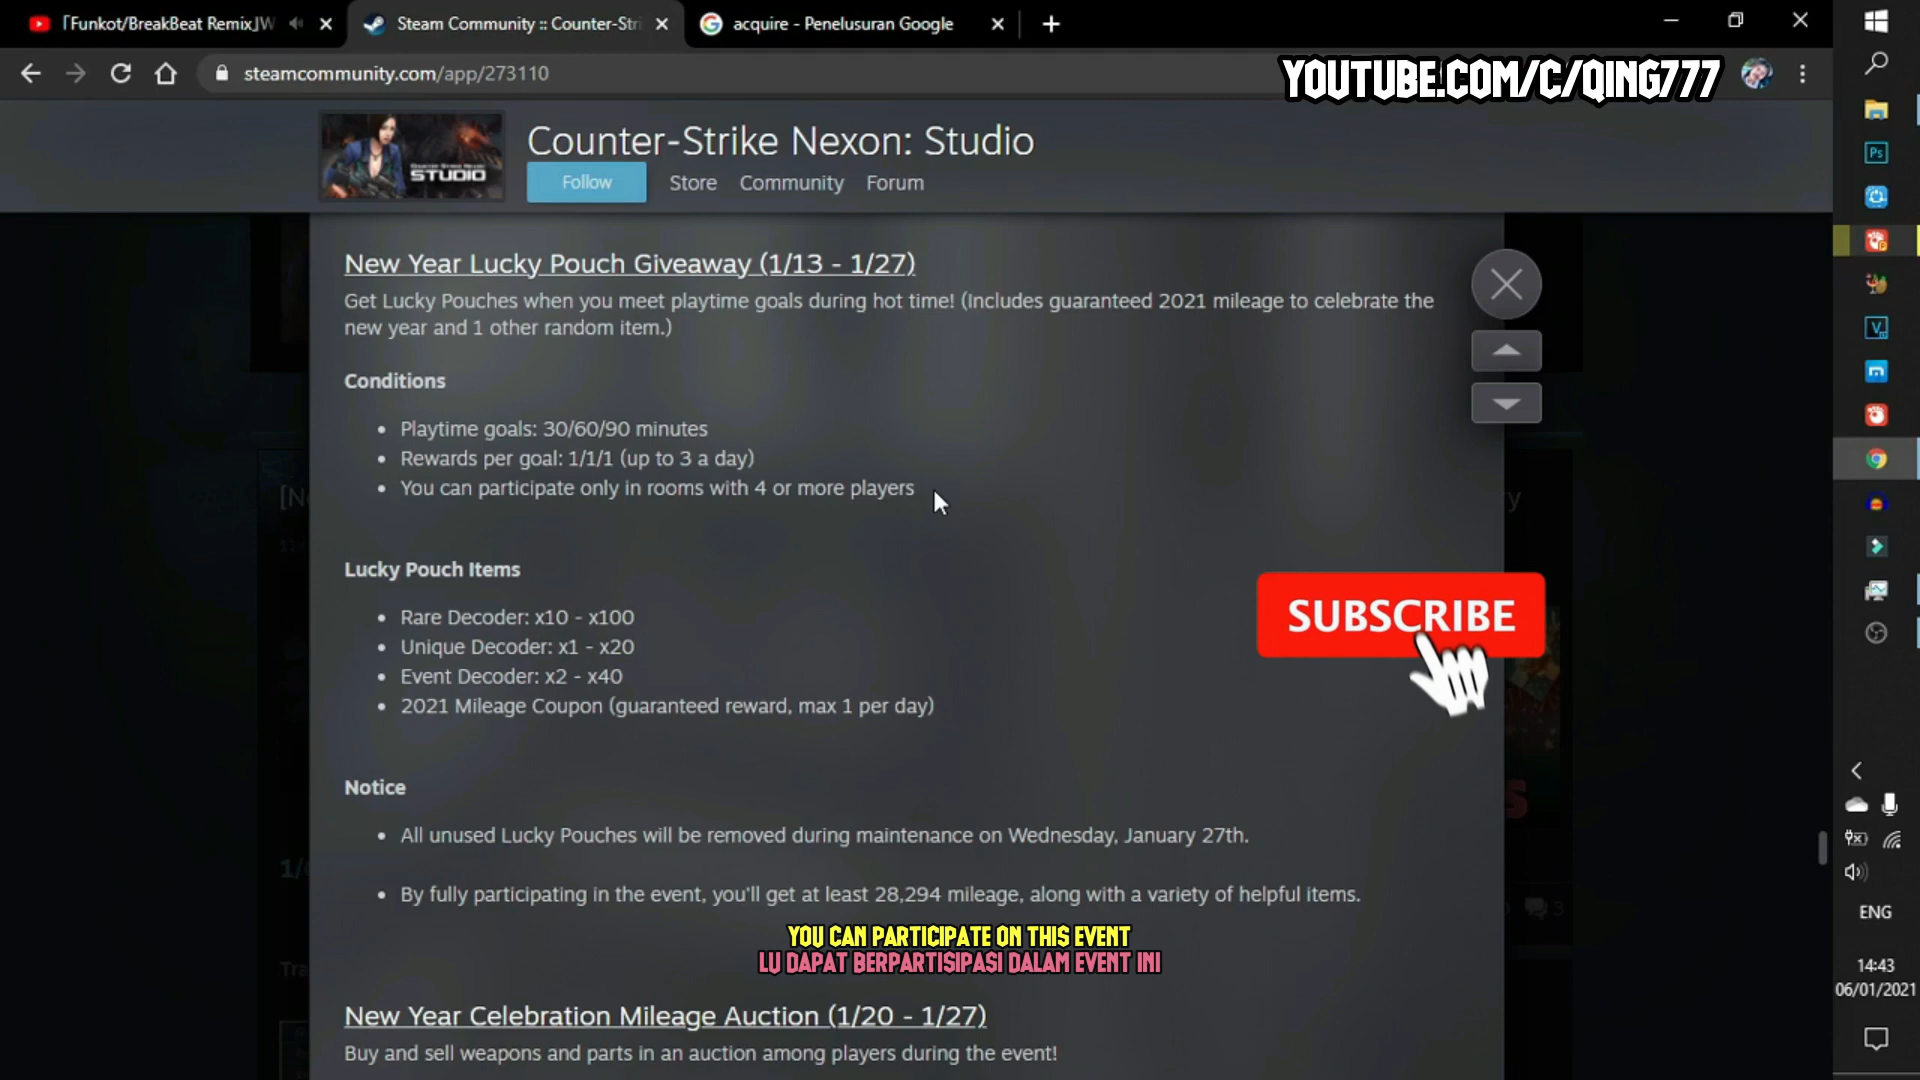 「Funkot/BreakBeat Remix」W
Steam Community :: Counter-Stri
acquire - Penelusuran Google
steamcommunity.com/app/273110
YOUTUBE.COM/C/QING777
STUDIO
Counter-Strike Nexon: Studio
Follow
Store
Community
Forum
New Year Lucky Pouch Giveaway (1/13 - 1/27)
Get Lucky Pouches when you meet playtime goals during hot time! (Includes guaranteed 2021 mileage to celebrate the
new year and 1 other random item.)
Conditions
• Playtime goals: 30/60/90 minutes
• Rewards per goal: 1/1/1 (up to 3 a day)
• You can participate only in rooms with 4 or more players
Lucky Pouch Items
• Rare Decoder: x10 - x100
• Unique Decoder: x1 - x20
• Event Decoder: x2 - x40
• 2021 Mileage Coupon (guaranteed reward, max 1 per day)
SUBSCRIBE
Notice
• All unused Lucky Pouches will be removed during maintenance on Wednesday, January 27th.
• By fully participating in the event, you'll get at least 28,294 mileage, along with a variety of helpful items.
YOU CAN PARTICIPATE ON THIS EVENT
LU DAPAT BERPARTISIPASI DALAM EVENT INI
New Year Celebration Mileage Auction (1/20 - 1/27)
Buy and sell weapons and parts in an auction among players during the event!
Ps
ENG
14:43
06/01/2021